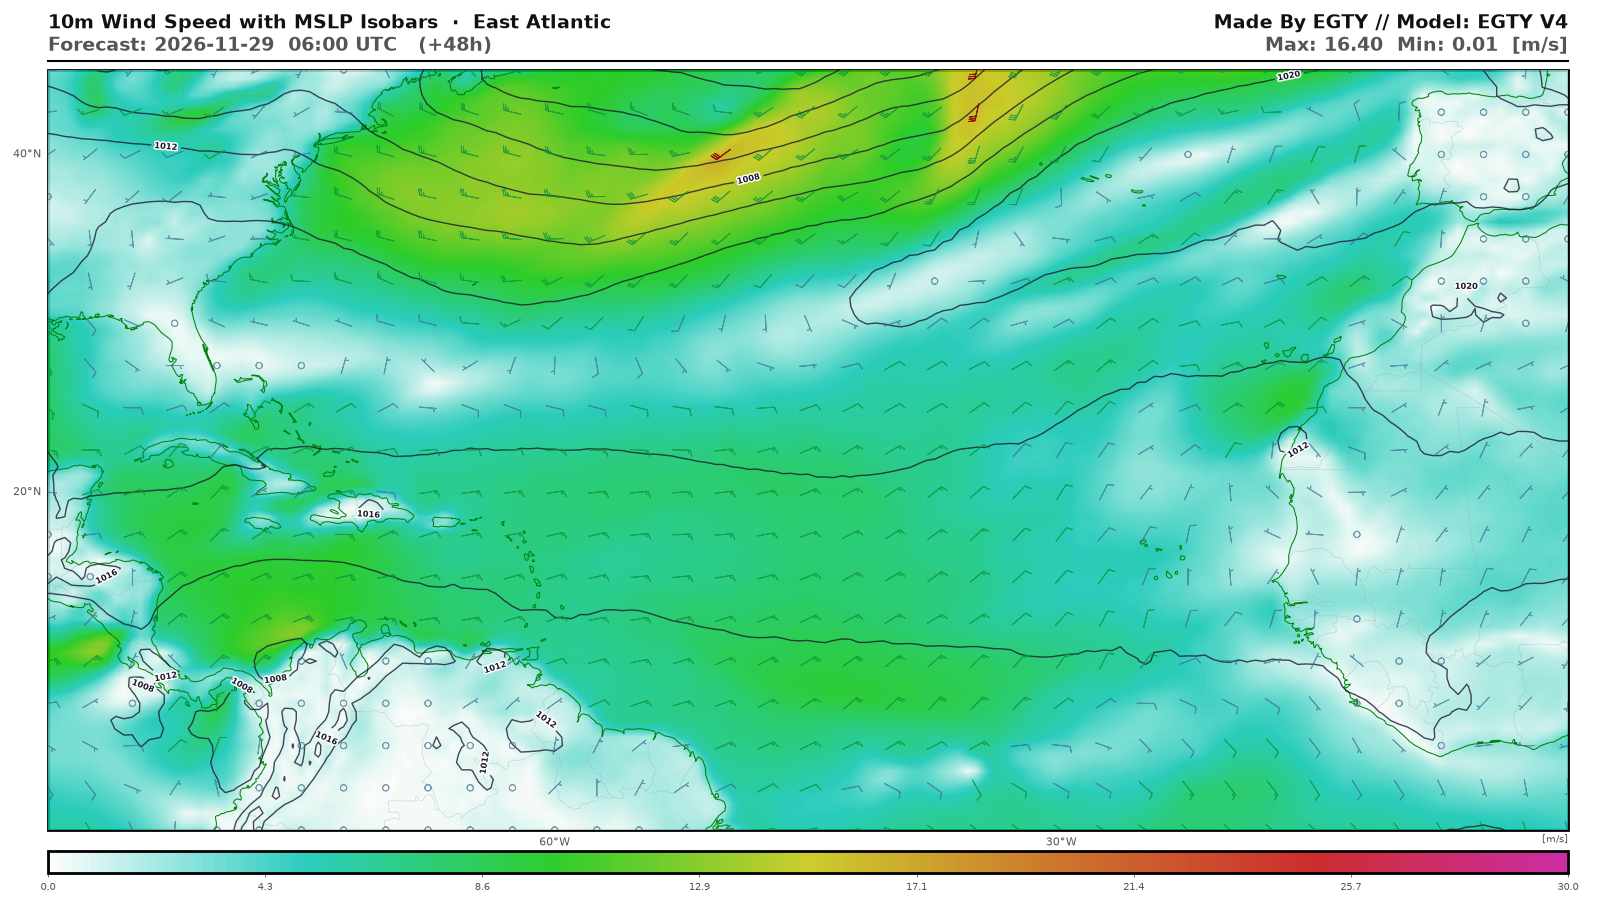 10m Wind Speed with MSLP Isobars · East Atlantic
Made By EGTY // Model: EGTY V4
Forecast: 2026-11-29 06:00 UTC (+48h)
Max: 16.40 Min: 0.01 [m/s]
1020
1012
40°N
1008
1020
1012
20°N
1016
1016
1012
1012
1008
1008
1008
1012
1016
1012
60°W
30°W
[m/s]
0.0
4.3
8.6
12.9
17.1
21.4
25.7
30.0